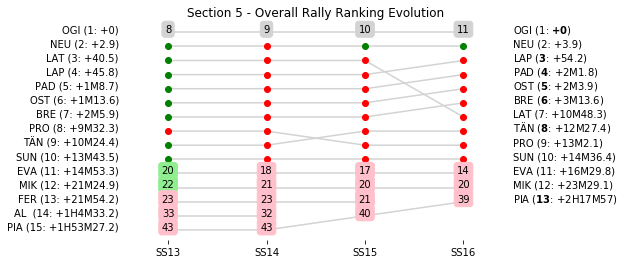 Section 5 - Overall Rally Ranking Evolution
OGI (1: +0) 8 9 10 11 OGI (1: +0)
NEU (2: +2.9) NEU (2: +3.9)
LAT (3: +40.5) LAP (3: +54.2)
LAP (4: +45.8) PAD (4: +2M1.8)
PAD (5: +1M8.7) OST (5: +2M3.9)
OST (6: +1M13.6) BRE (6: +3M13.6)
BRE (7: +2M5.9) LAT (7: +10M48.3)
PRO (8: +9M32.3) TÄN (8: +12M27.4)
TÄN (9: +10M24.4) PRO (9: +13M2.1)
SUN (10: +13M43.5) SUN (10: +14M36.4)
EVA (11: +14M53.3) 20 18 17 14 EVA (11: +16M29.8)
MIK (12: +21M24.9) 22 21 20 20 MIK (12: +23M29.1)
FER (13: +21M54.2) 23 23 21 39 PIA (13: +2H17M57)
AL (14: +1H4M33.2) 33 32 40
PIA (15: +1H53M27.2) 43 43
SS13 SS14 SS15 SS16